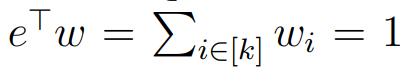 e^⊤ w = ∑_{i∈[k]} w_i = 1